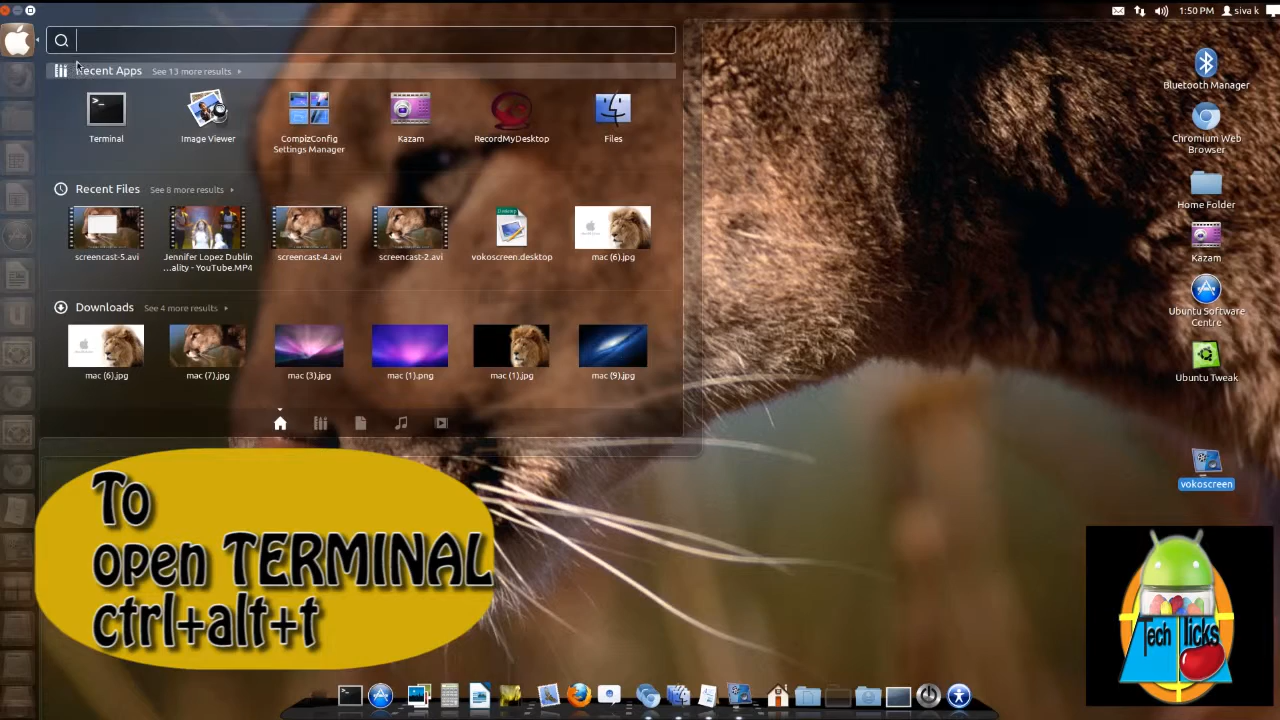 1:50 PM
siva k
Recent Apps
See 13 more results
Terminal
Image Viewer
CompizConfig
Settings Manager
Kazam
RecordMyDesktop
Files
Recent Files
See 8 more results
screencast-5.avi
Jennifer Lopez Dublin
...ality - YouTube.MP4
screencast-4.avi
screencast-2.avi
Desktop
vokoscreen.desktop
mac (6).jpg
Downloads
See 4 more results
mac (6).jpg
mac (7).jpg
mac (3).jpg
mac (1).png
mac (1).jpg
mac (9).jpg
Bluetooth Manager
Chromium Web
Browser
Home Folder
Kazam
Ubuntu Software
Centre
Ubuntu Tweak
vokoscreen
To
open TERMINAL
ctrl+alt+t
Tech Ticks